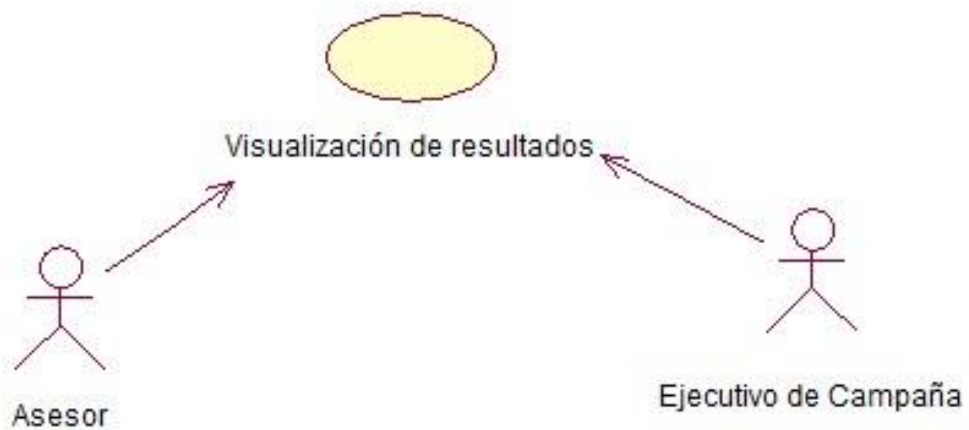 Visualización de resultados
Ejecutivo de Campaña
Asesor